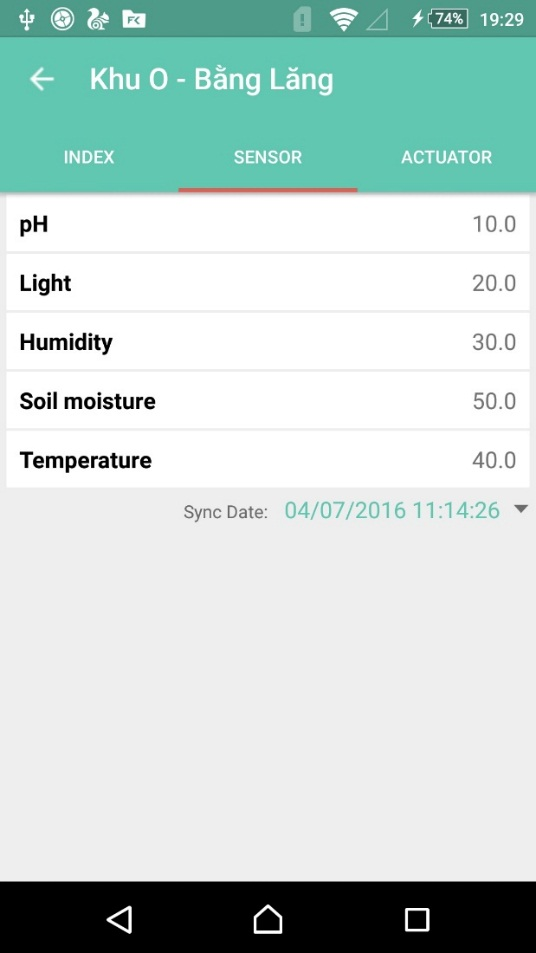 FK 74% 19:29
Khu O - Bằng Lăng
INDEX SENSOR ACTUATOR
pH 10.0
Light 20.0
Humidity 30.0
Soil moisture 50.0
Temperature 40.0
Sync Date: 04/07/2016 11:14:26